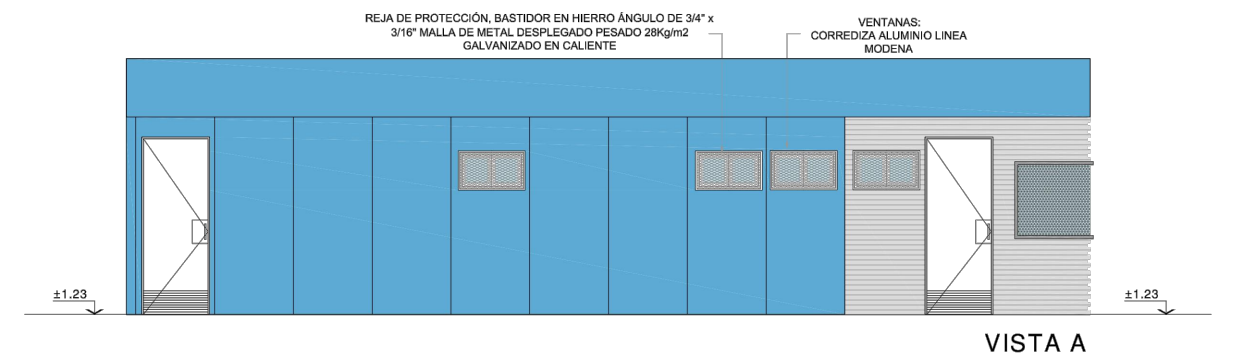 REJA DE PROTECCIÓN, BASTIDOR EN HIERRO ÁNGULO DE 3/4" x
3/16" MALLA DE METAL DESPLEGADO PESADO 28Kg/m2
GALVANIZADO EN CALIENTE
VENTANAS:
CORREDIZA ALUMINIO LINEA
MODENA
±1.23
±1.23
VISTA A